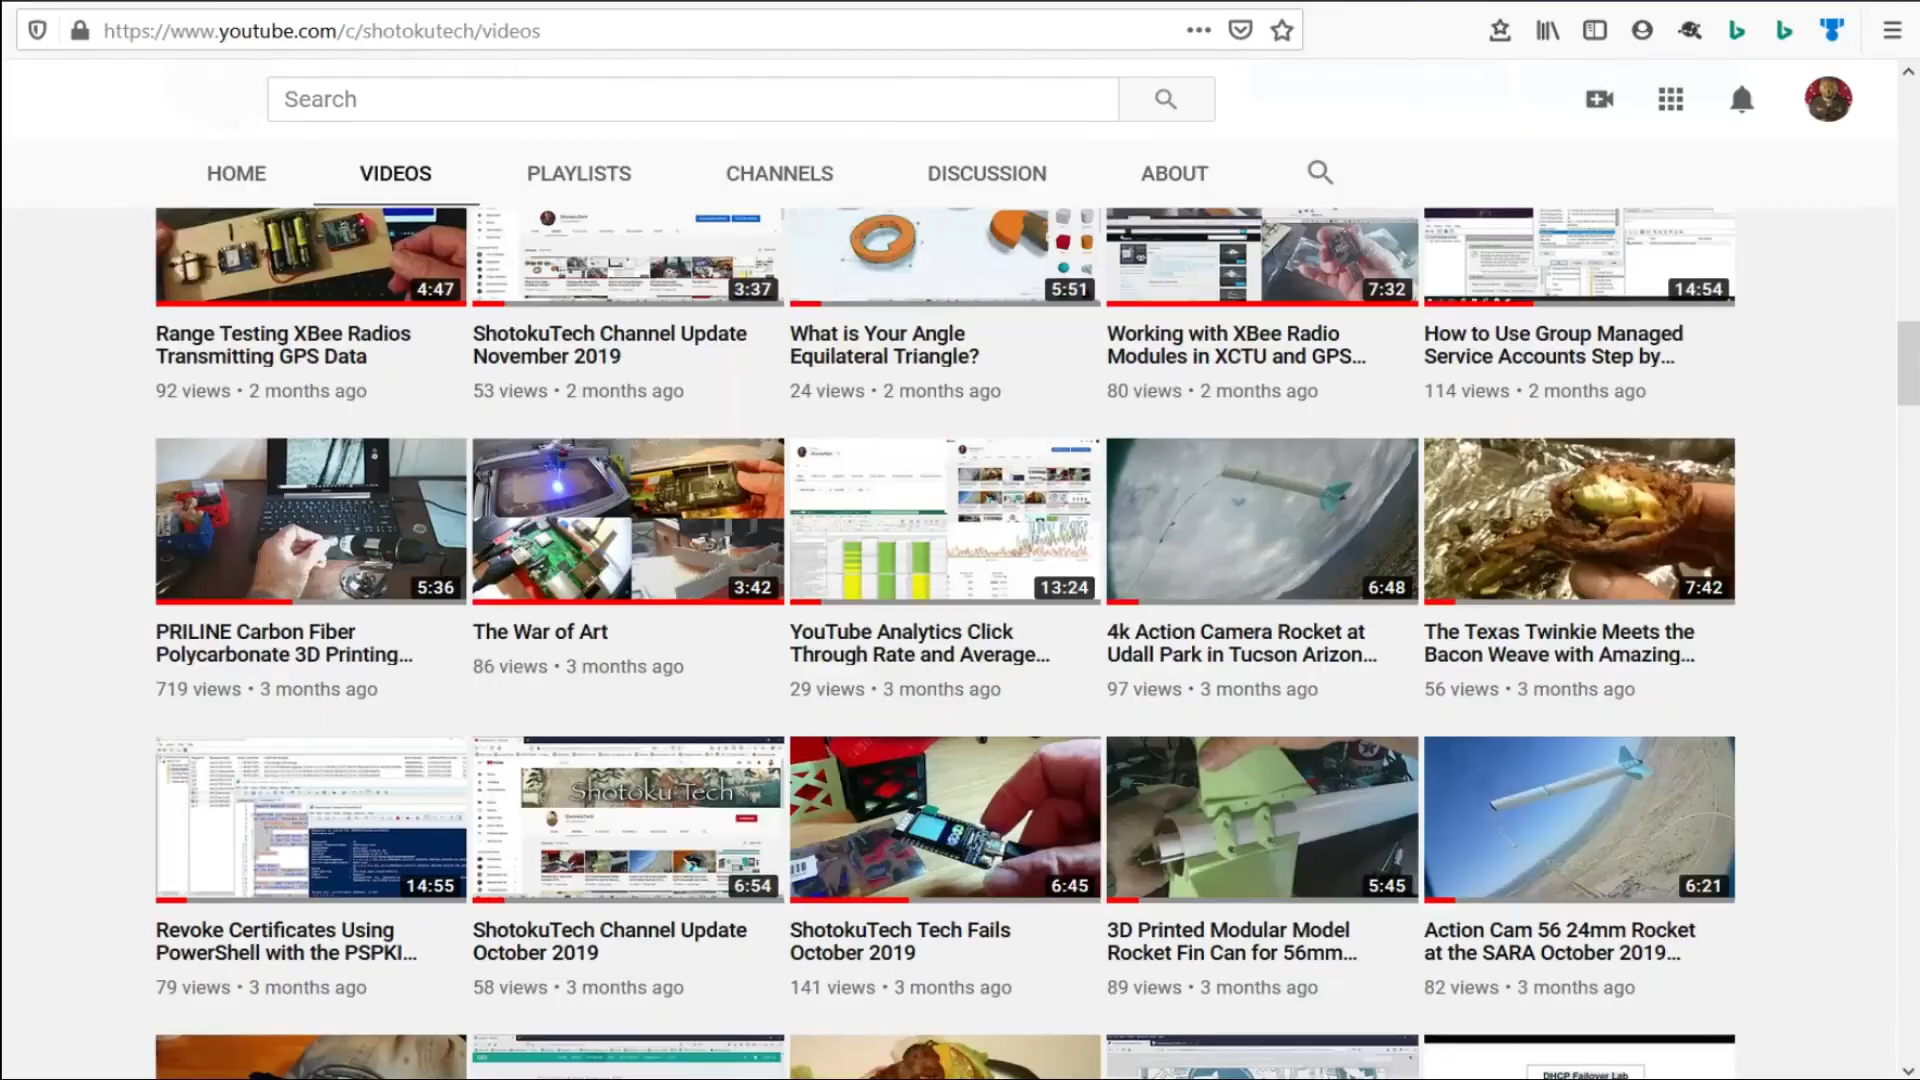 https://www.youtube.com/c/shotokutech/videos
Search
HOME
VIDEOS
PLAYLISTS
CHANNELS
DISCUSSION
ABOUT
4:47
3:37
5:51
7:32
14:54
Range Testing XBee Radios
Transmitting GPS Data
92 views • 2 months ago
ShotokuTech Channel Update
November 2019
53 views • 2 months ago
What is Your Angle
Equilateral Triangle?
24 views • 2 months ago
Working with XBee Radio
Modules in XCTU and GPS...
80 views • 2 months ago
How to Use Group Managed
Service Accounts Step by...
114 views • 2 months ago
5:36
3:42
13:24
6:48
7:42
PRILINE Carbon Fiber
Polycarbonate 3D Printing...
719 views • 3 months ago
The War of Art
86 views • 3 months ago
YouTube Analytics Click
Through Rate and Average...
29 views • 3 months ago
4k Action Camera Rocket at
Udall Park in Tucson Arizon...
97 views • 3 months ago
The Texas Twinkie Meets the
Bacon Weave with Amazing...
56 views • 3 months ago
Shotoku Tech
14:55
6:54
6:45
5:45
6:21
Revoke Certificates Using
PowerShell with the PSPKI...
79 views • 3 months ago
ShotokuTech Channel Update
October 2019
58 views • 3 months ago
ShotokuTech Tech Fails
October 2019
141 views • 3 months ago
3D Printed Modular Model
Rocket Fin Can for 56mm...
89 views • 3 months ago
Action Cam 56 24mm Rocket
at the SARA October 2019...
82 views • 3 months ago
DHCP Failover Lab